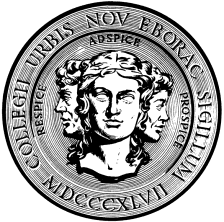 COLLEGII URBIS NOV EBORAC SIGILLUM
MDCCCXLVII
RESPICE
ADSPICE
PROSPICE